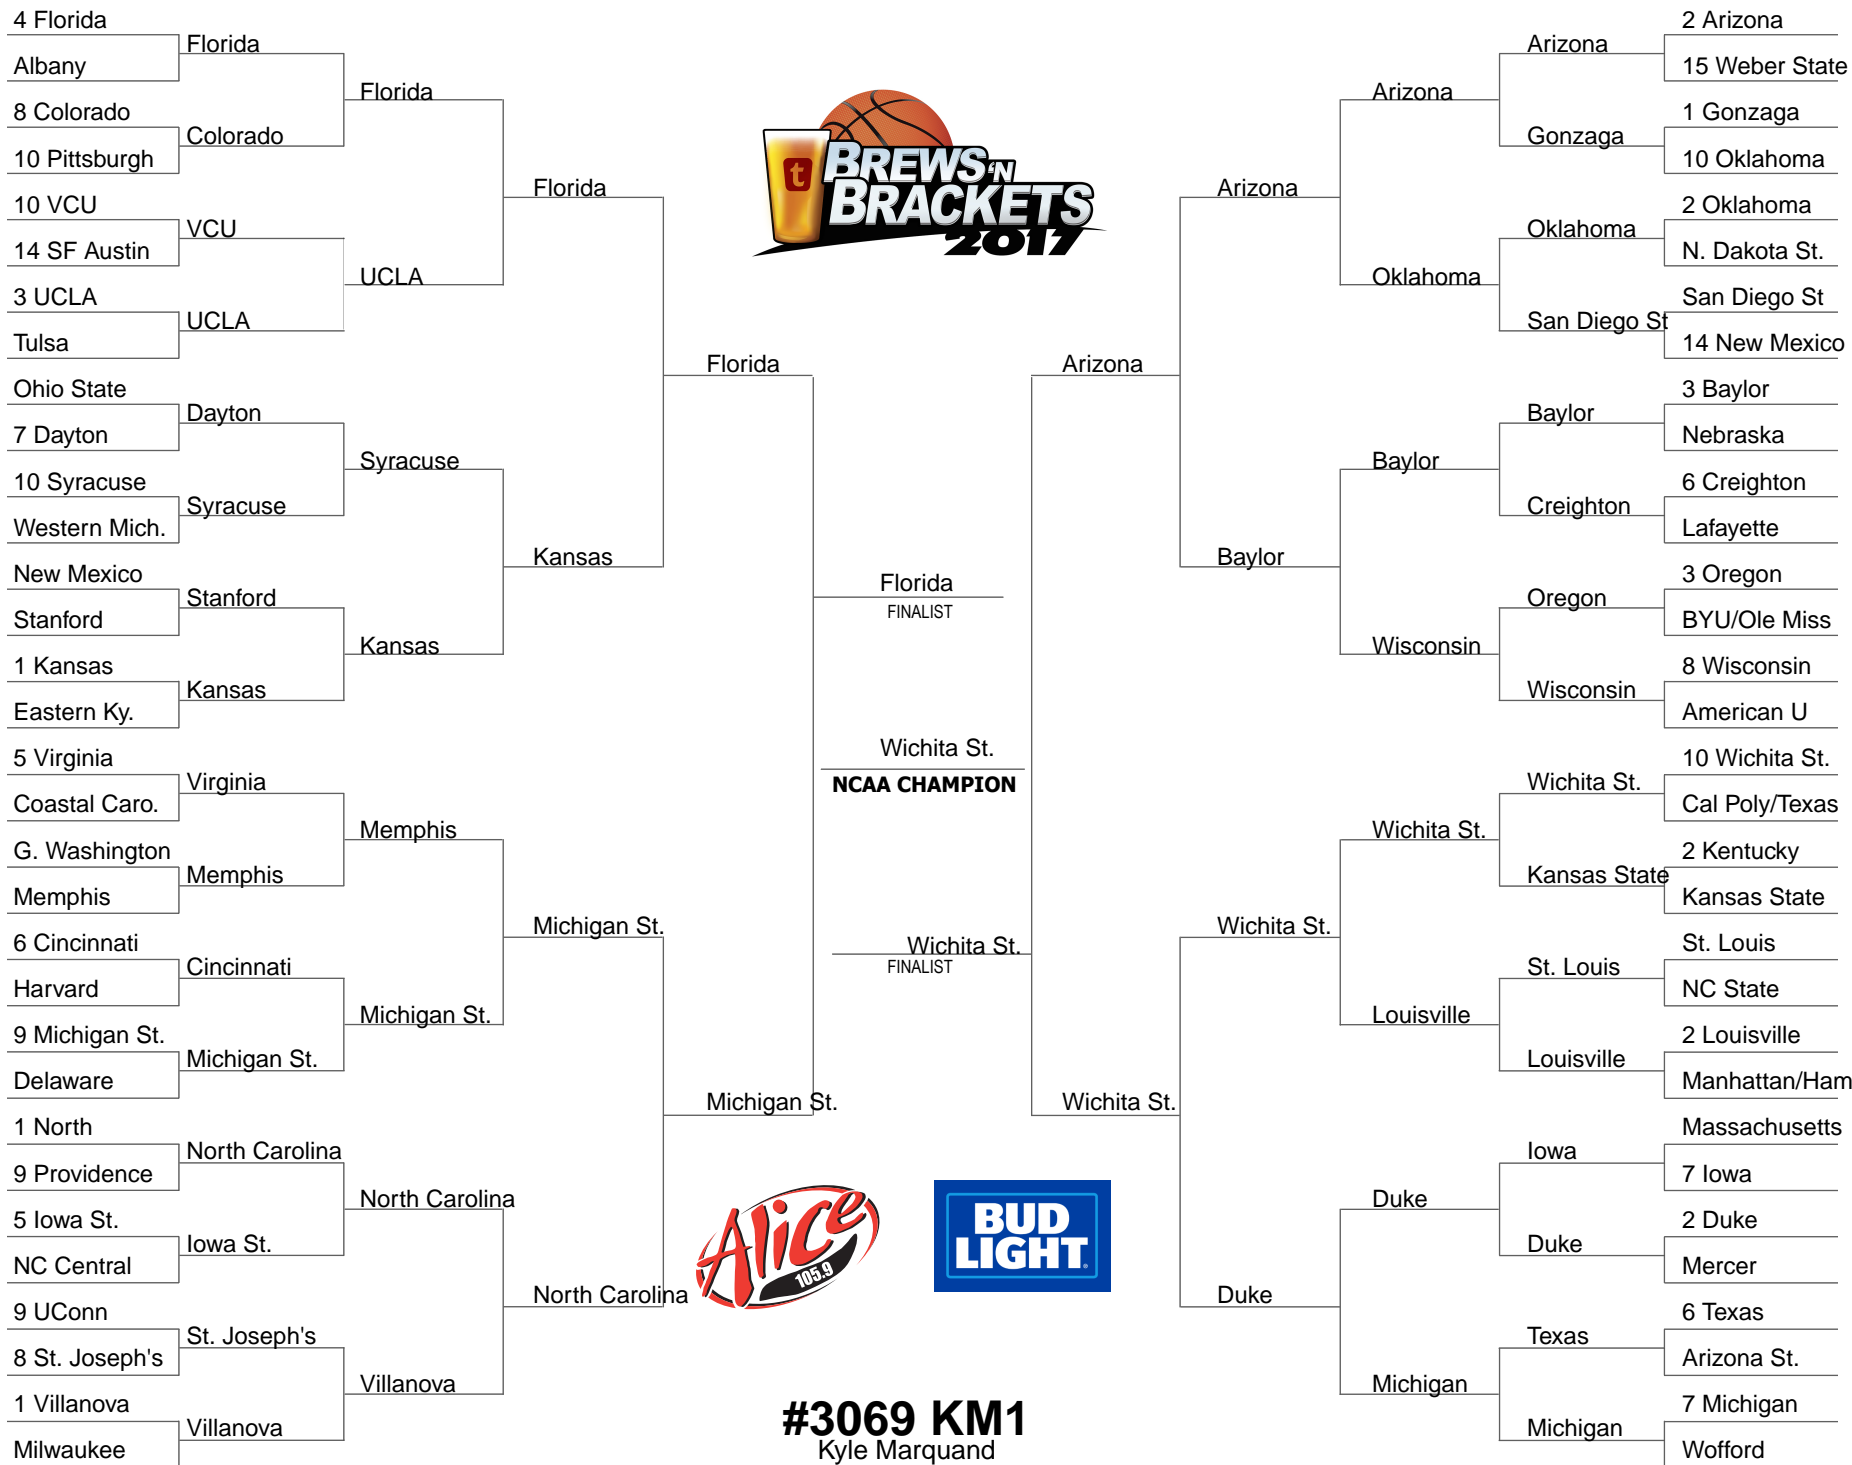 4 Florida
Albany
8 Colorado
10 Pittsburgh
10 VCU
14 SF Austin
3 UCLA
Tulsa
Ohio State
7 Dayton
10 Syracuse
Western Mich.
New Mexico
Stanford
1 Kansas
Eastern Ky.
5 Virginia
Coastal Caro.
G. Washington
Memphis
6 Cincinnati
Harvard
9 Michigan St.
Delaware
1 North
9 Providence
5 Iowa St.
NC Central
9 UConn
8 St. Joseph's
1 Villanova
Milwaukee
Florida
Colorado
VCU
UCLA
Dayton
Syracuse
Stanford
Kansas
Virginia
Memphis
Cincinnati
Michigan St.
North Carolina
Iowa St.
St. Joseph's
Villanova
Florida
UCLA
Syracuse
Kansas
Memphis
Michigan St.
North Carolina
Villanova
Florida
Kansas
Michigan St.
North Carolina
Florida
Michigan St.
t
BREWS 'N
BRACKETS
2017
Florida
FINALIST
Wichita St.
NCAA CHAMPION
Wichita St.
FINALIST
Alice
105.9
BUD
LIGHT
#3069 KM1
Kyle Marquand
Arizona
Wichita St.
Arizona
Baylor
Wichita St.
Duke
Arizona
Oklahoma
Baylor
Wisconsin
Wichita St.
Louisville
Duke
Michigan
Arizona
Gonzaga
Oklahoma
San Diego St
Baylor
Creighton
Oregon
Wisconsin
Wichita St.
Kansas State
St. Louis
Louisville
Iowa
Duke
Texas
Michigan
2 Arizona
15 Weber State
1 Gonzaga
10 Oklahoma
2 Oklahoma
N. Dakota St.
San Diego St
14 New Mexico
3 Baylor
Nebraska
6 Creighton
Lafayette
3 Oregon
BYU/Ole Miss
8 Wisconsin
American U
10 Wichita St.
Cal Poly/Texas
2 Kentucky
Kansas State
St. Louis
NC State
2 Louisville
Manhattan/Ham
Massachusetts
7 Iowa
2 Duke
Mercer
6 Texas
Arizona St.
7 Michigan
Wofford